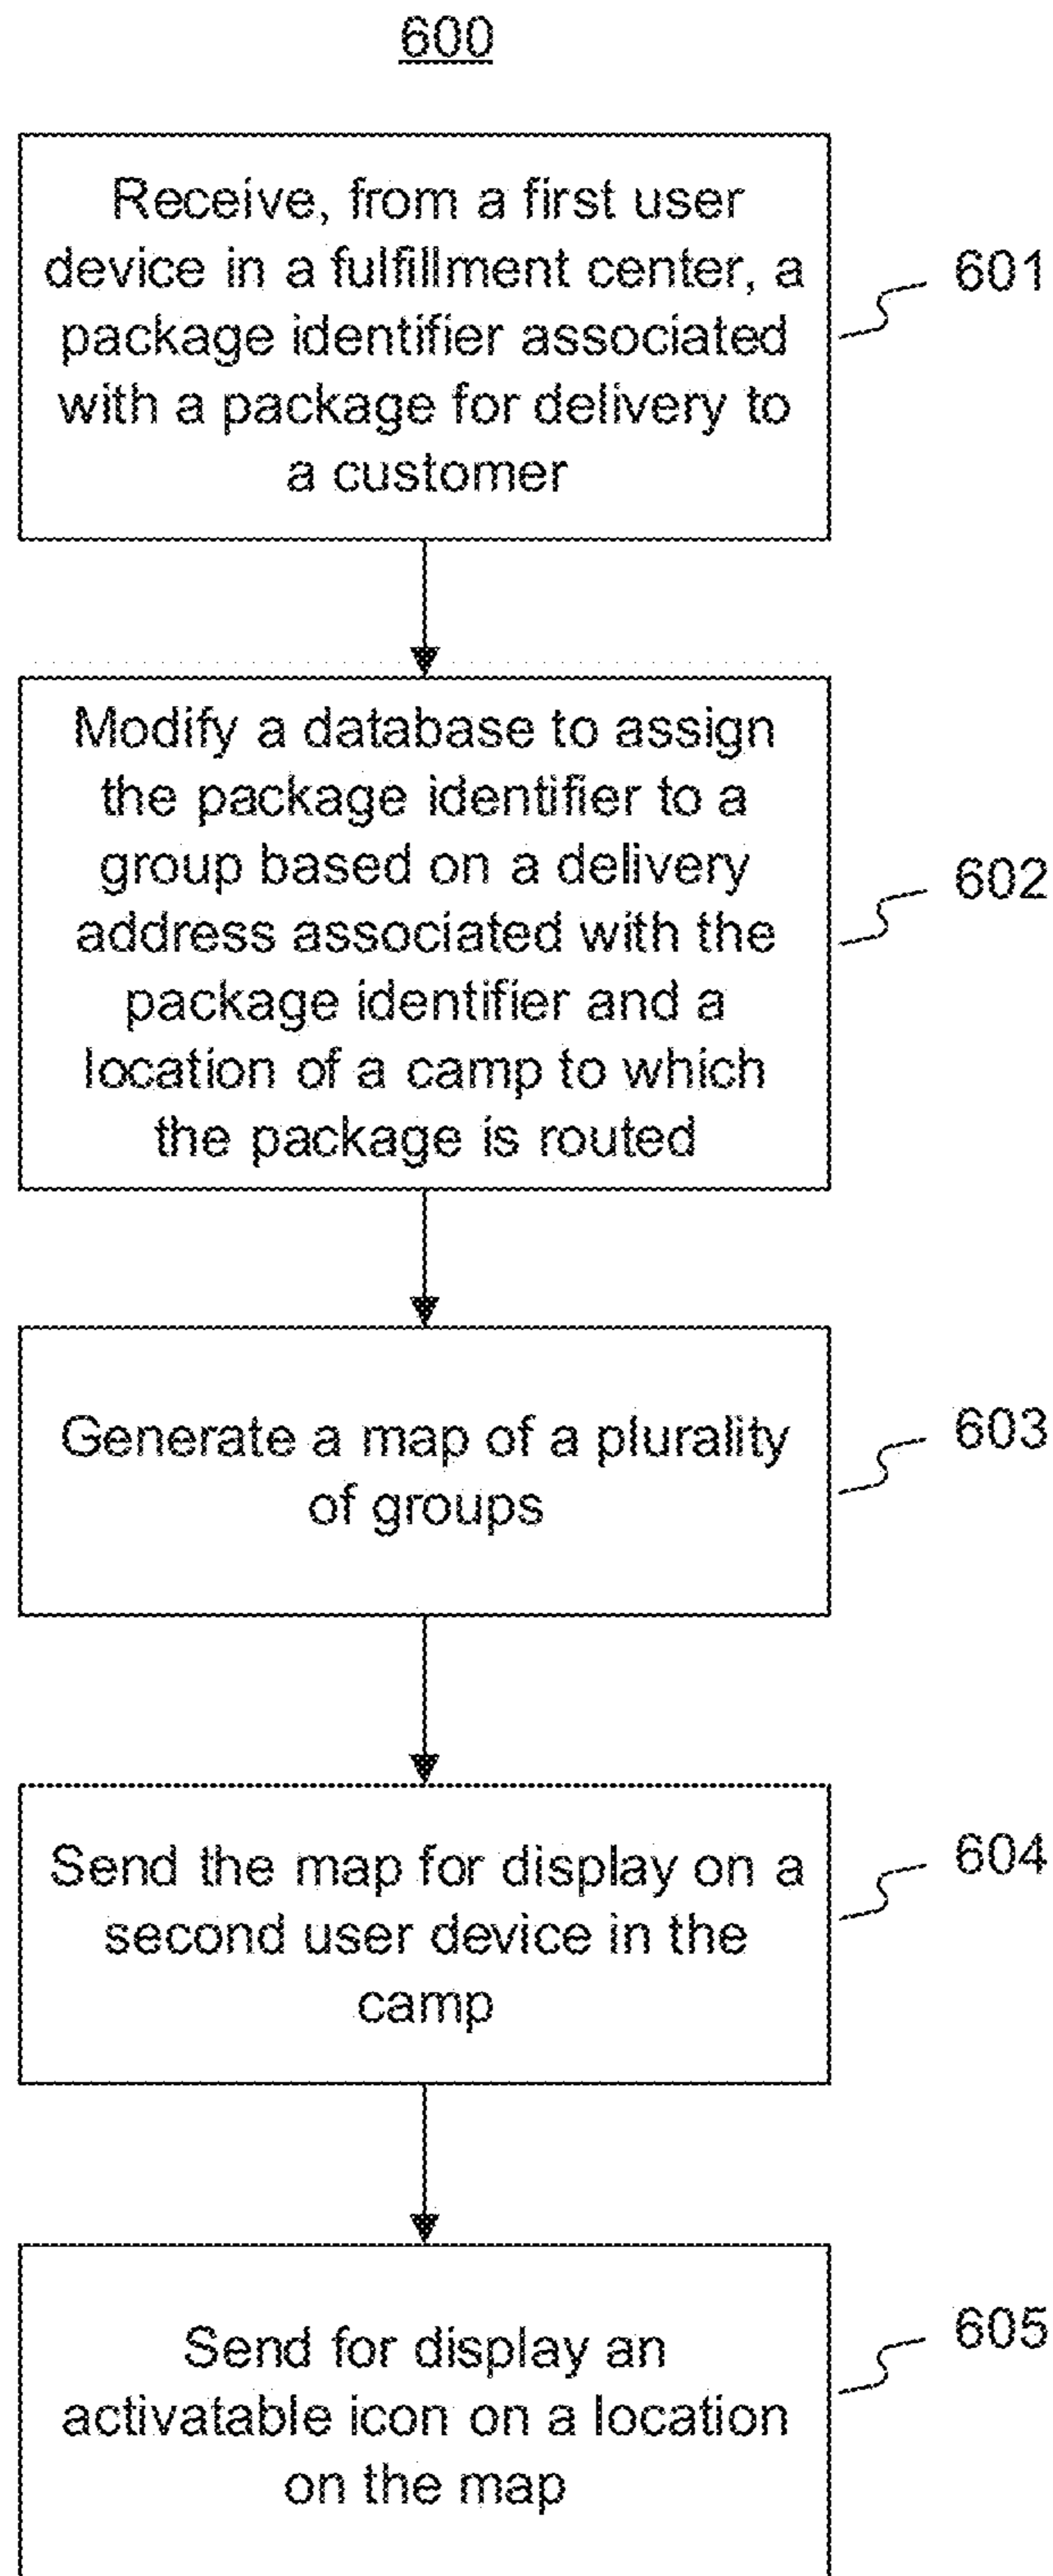 600
Receive, from a first user
device in a fulfillment center, a
package identifier associated
with a package for delivery to
a customer
601
Modify a database to assign
the package identifier to a
group based on a delivery
address associated with the
package identifier and a
location of a camp to which
the package is routed
602
Generate a map of a plurality
of groups
603
Send the map for display on a
second user device in the
camp
604
Send for display an
activatable icon on a location
on the map
605